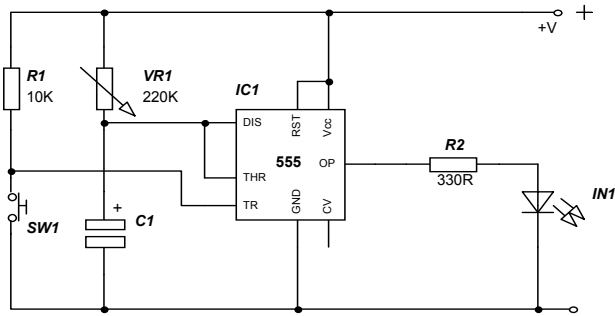 +V +
R1
10K
VR1
220K
IC1
DIS
RST
Vcc
555
OP
THR
TR
GND
CV
R2
330R
IN1
SW1
+
C1